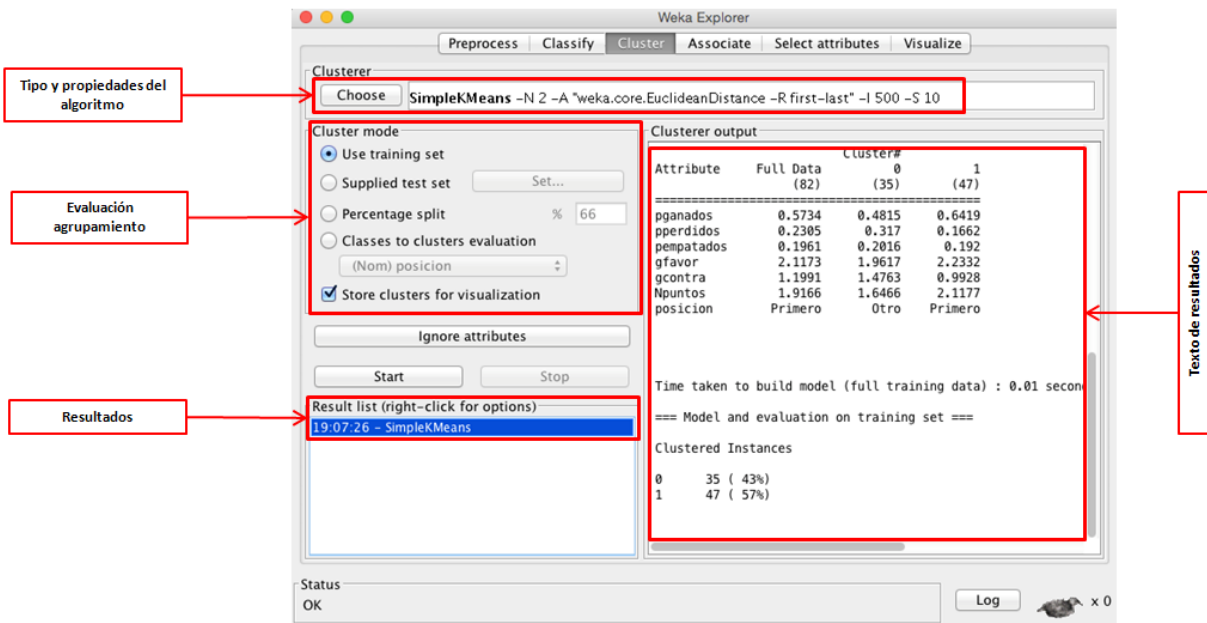 Weka Explorer
Preprocess Classify Cluster Associate Select attributes Visualize
Tipo y propiedades del
algoritmo
Clusterer
Choose SimpleKMeans -N 2 -A "weka.core.EuclideanDistance -R first-last" -I 500 -S 10
Evaluación
agrupamiento
Cluster mode
Use training set
Supplied test set Set...
Percentage split % 66
Classes to clusters evaluation
(Nom) posicion
Store clusters for visualization
Ignore attributes
Start Stop
Resultados
Result list (right-click for options)
19:07:26 - SimpleKMeans
Clusterer output
Cluster#
Attribute Full Data 0 1
(82) (35) (47)
==============================================
pganados 0.5734 0.4815 0.6419
pperdidos 0.2305 0.317 0.1662
pempatados 0.1961 0.2016 0.192
gfavor 2.1173 1.9617 2.2332
gcontra 1.1991 1.4763 0.9928
Npuntos 1.9166 1.6466 2.1177
posicion Primero Otro Primero
Time taken to build model (full training data) : 0.01 secon
=== Model and evaluation on training set ===
Clustered Instances
0 35 ( 43%)
1 47 ( 57%)
Texto de resultados
Status
OK
Log x 0